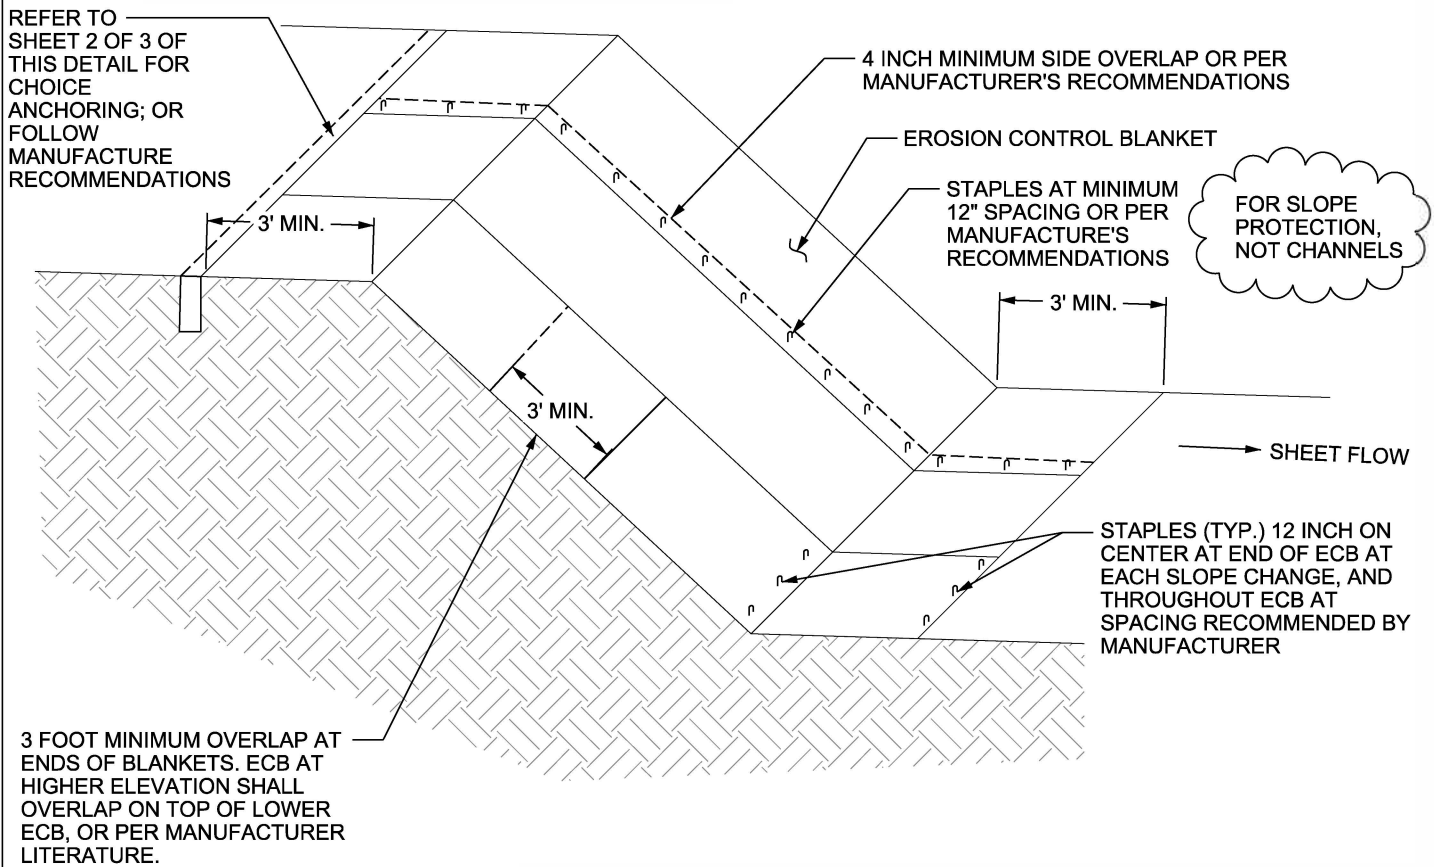 REFER TO
SHEET 2 OF 3 OF
THIS DETAIL FOR
CHOICE
ANCHORING; OR
FOLLOW
MANUFACTURE
RECOMMENDATIONS
4 INCH MINIMUM SIDE OVERLAP OR PER
MANUFACTURER'S RECOMMENDATIONS
EROSION CONTROL BLANKET
STAPLES AT MINIMUM
12" SPACING OR PER
MANUFACTURE'S
RECOMMENDATIONS
FOR SLOPE
PROTECTION,
NOT CHANNELS
3' MIN.
3' MIN.
3' MIN.
SHEET FLOW
STAPLES (TYP.) 12 INCH ON
CENTER AT END OF ECB AT
EACH SLOPE CHANGE, AND
THROUGHOUT ECB AT
SPACING RECOMMENDED BY
MANUFACTURER
3 FOOT MINIMUM OVERLAP AT
ENDS OF BLANKETS. ECB AT
HIGHER ELEVATION SHALL
OVERLAP ON TOP OF LOWER
ECB, OR PER MANUFACTURER
LITERATURE.